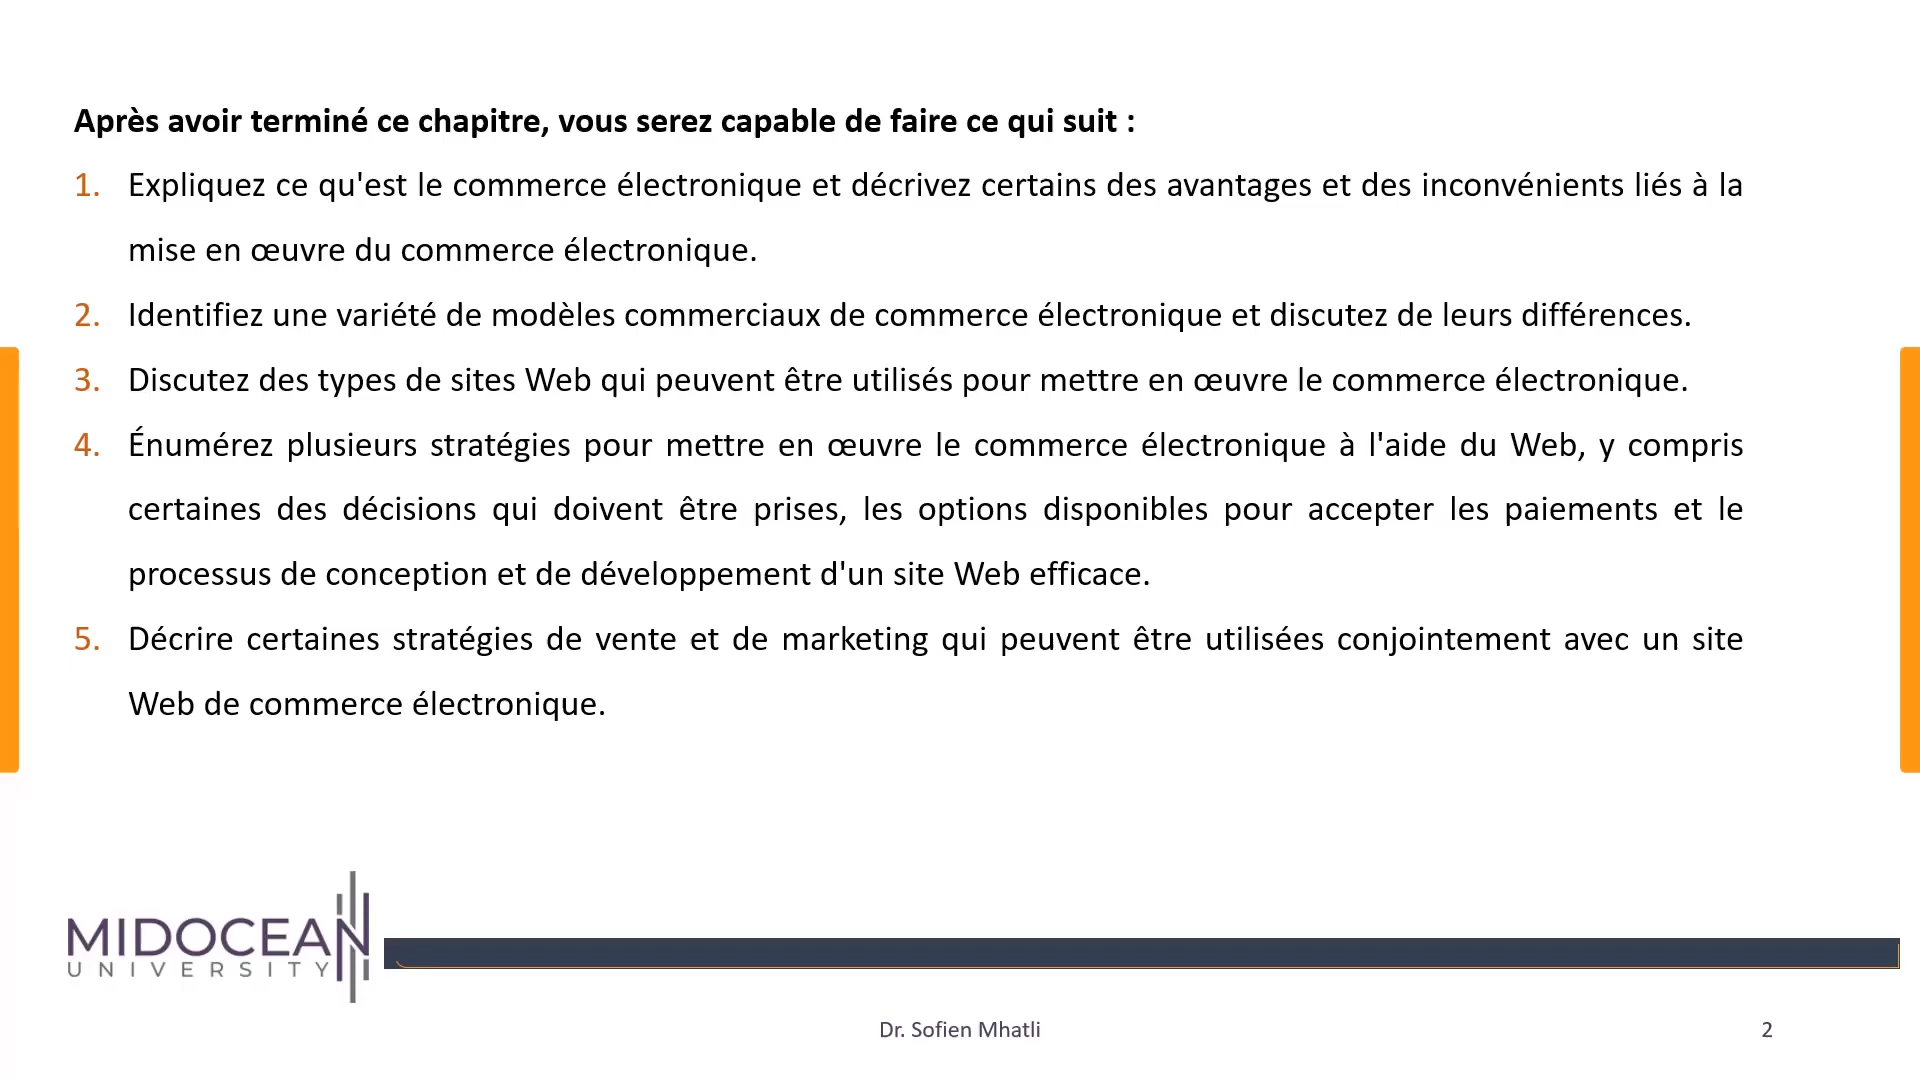 Après avoir terminé ce chapitre, vous serez capable de faire ce qui suit :
1. Expliquez ce qu'est le commerce électronique et décrivez certains des avantages et des inconvénients liés à la
mise en œuvre du commerce électronique.
2. Identifiez une variété de modèles commerciaux de commerce électronique et discutez de leurs différences.
3. Discutez des types de sites Web qui peuvent être utilisés pour mettre en œuvre le commerce électronique.
4. Énumérez plusieurs stratégies pour mettre en œuvre le commerce électronique à l'aide du Web, y compris
certaines des décisions qui doivent être prises, les options disponibles pour accepter les paiements et le
processus de conception et de développement d'un site Web efficace.
5. Décrire certaines stratégies de vente et de marketing qui peuvent être utilisées conjointement avec un site
Web de commerce électronique.
MIDOCEAN
UNIVERSITY
Dr. Sofien Mhatli
2